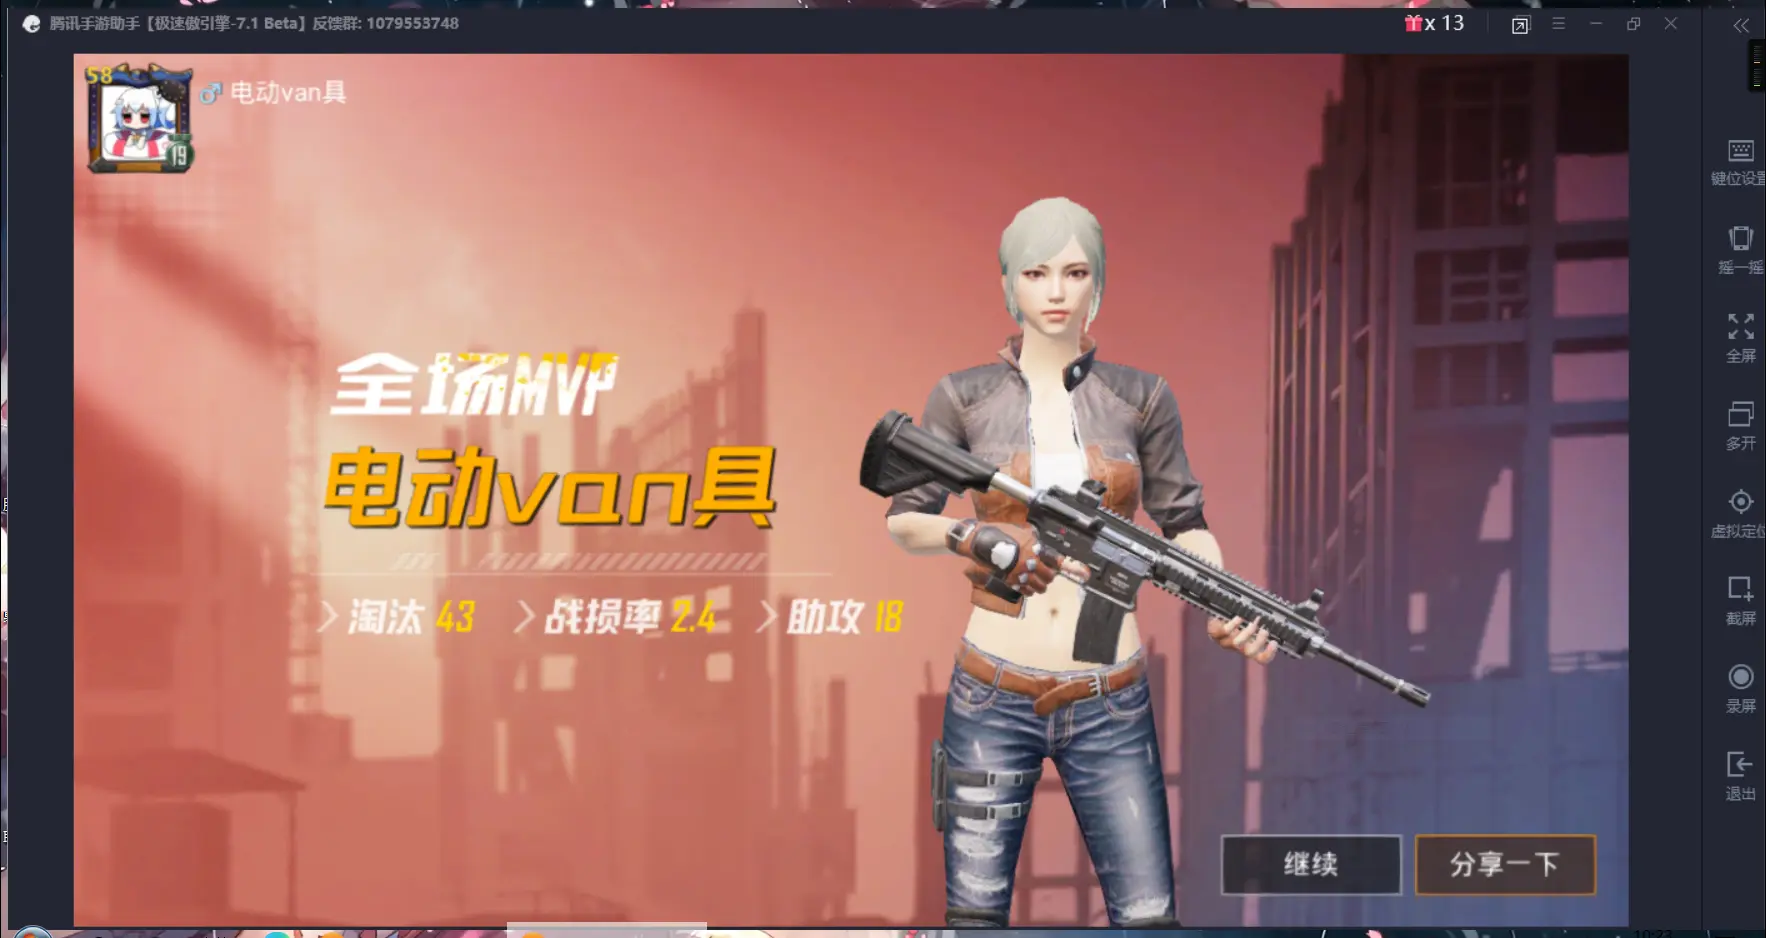 腾讯手游助手【极速傲引擎-7.1 Beta】反馈群: 1079553748
x 13
58
19
电动van具
全场MVP
电动van具
淘汰 43 战损率 2.4 助攻 18
继续
分享一下
键位设置
摇一摇
全屏
多开
虚拟定位
截屏
录屏
退出